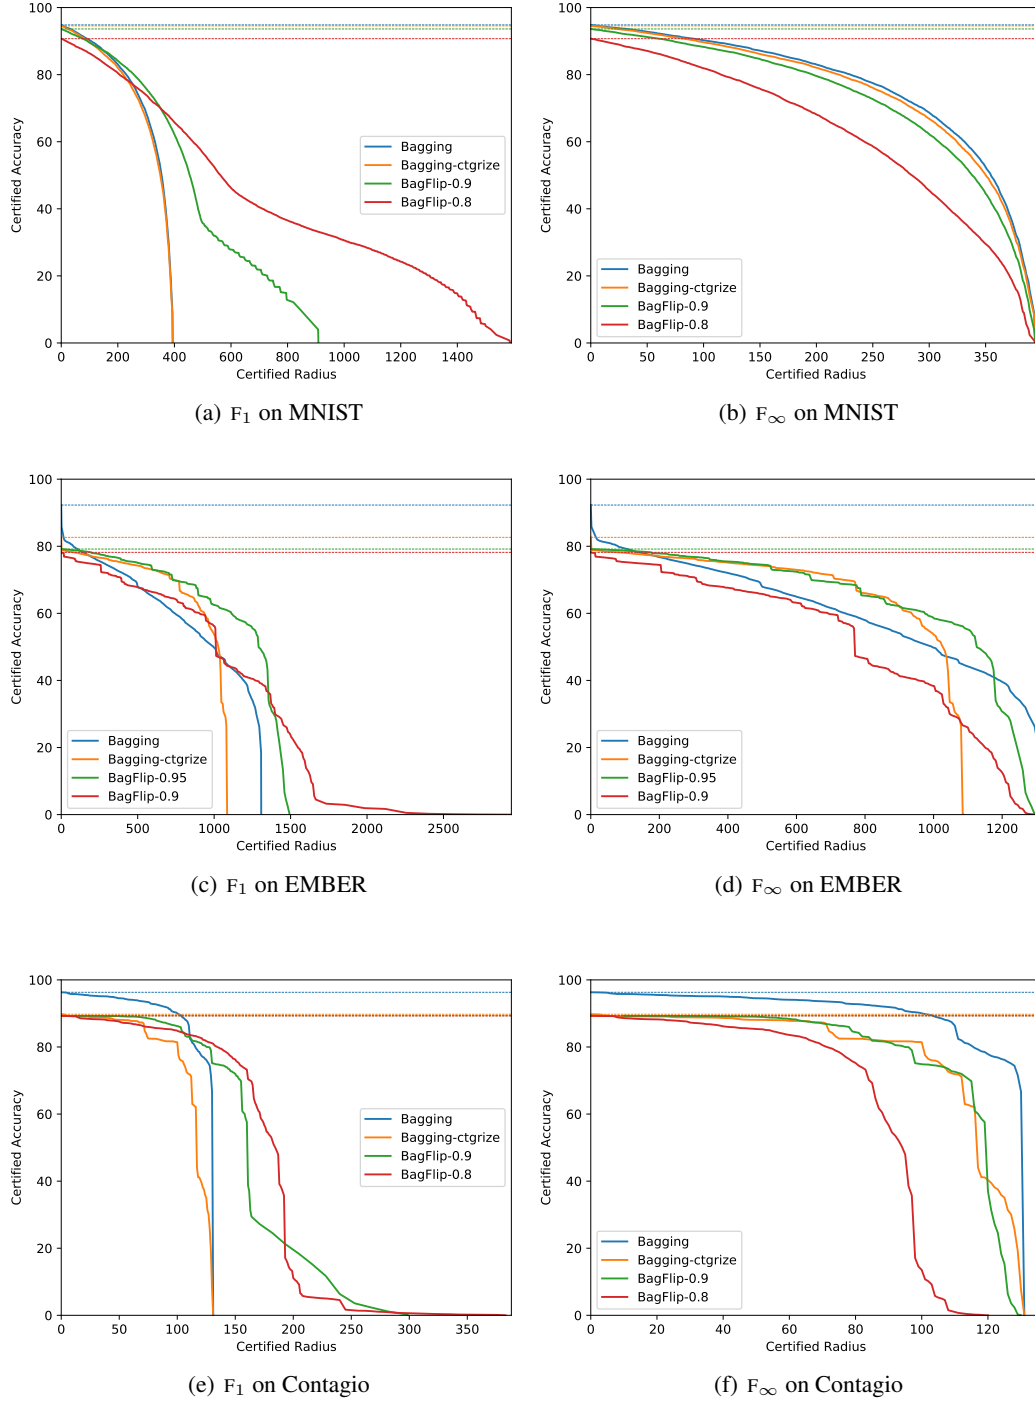 100
80
60
40
20
0
Certified Accuracy
0 200 400 600 800 1000 1200 1400
Certified Radius
Bagging
Bagging-ctgrize
BagFlip-0.9
BagFlip-0.8
(a) F₁ on MNIST
100
80
60
40
20
0
Certified Accuracy
0 50 100 150 200 250 300 350
Certified Radius
Bagging
Bagging-ctgrize
BagFlip-0.9
BagFlip-0.8
(b) F∞ on MNIST
100
80
60
40
20
0
Certified Accuracy
0 500 1000 1500 2000 2500
Certified Radius
Bagging
Bagging-ctgrize
BagFlip-0.95
BagFlip-0.9
(c) F₁ on EMBER
100
80
60
40
20
0
Certified Accuracy
0 200 400 600 800 1000 1200
Certified Radius
Bagging
Bagging-ctgrize
BagFlip-0.95
BagFlip-0.9
(d) F∞ on EMBER
100
80
60
40
20
0
Certified Accuracy
0 50 100 150 200 250 300 350
Certified Radius
Bagging
Bagging-ctgrize
BagFlip-0.9
BagFlip-0.8
(e) F₁ on Contagio
100
80
60
40
20
0
Certified Accuracy
0 20 40 60 80 100 120
Certified Radius
Bagging
Bagging-ctgrize
BagFlip-0.9
BagFlip-0.8
(f) F∞ on Contagio